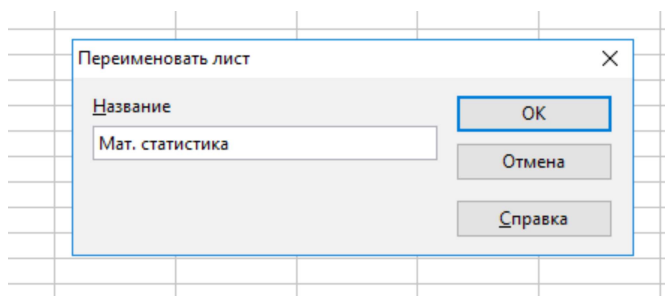 Переименовать лист
Название
Мат. статистика
OK
Отмена
Справка